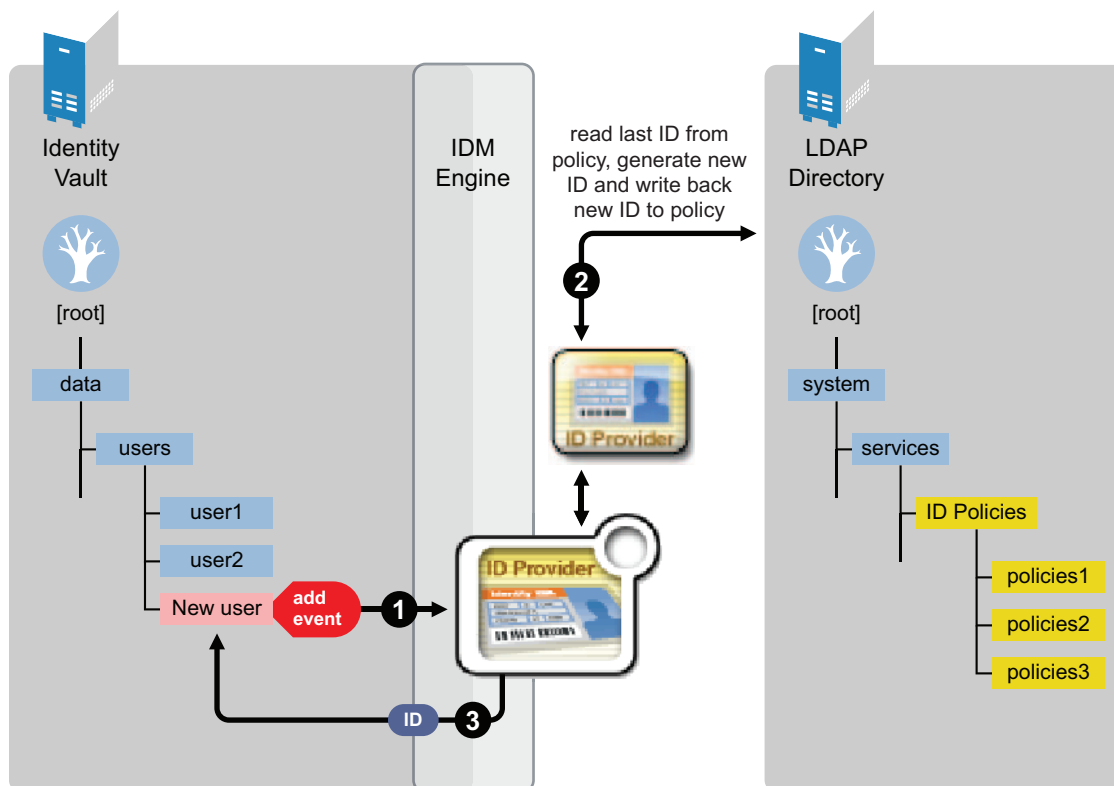 Identity
Vault
IDM
Engine
read last ID from
policy, generate new
ID and write back
new ID to policy
LDAP
Directory
2
[root]
[root]
data
system
ID Provider
users
services
user1
ID Policies
user2
ID Provider
Identity
policies1
New user
add
event
1
policies2
policies3
ID
3